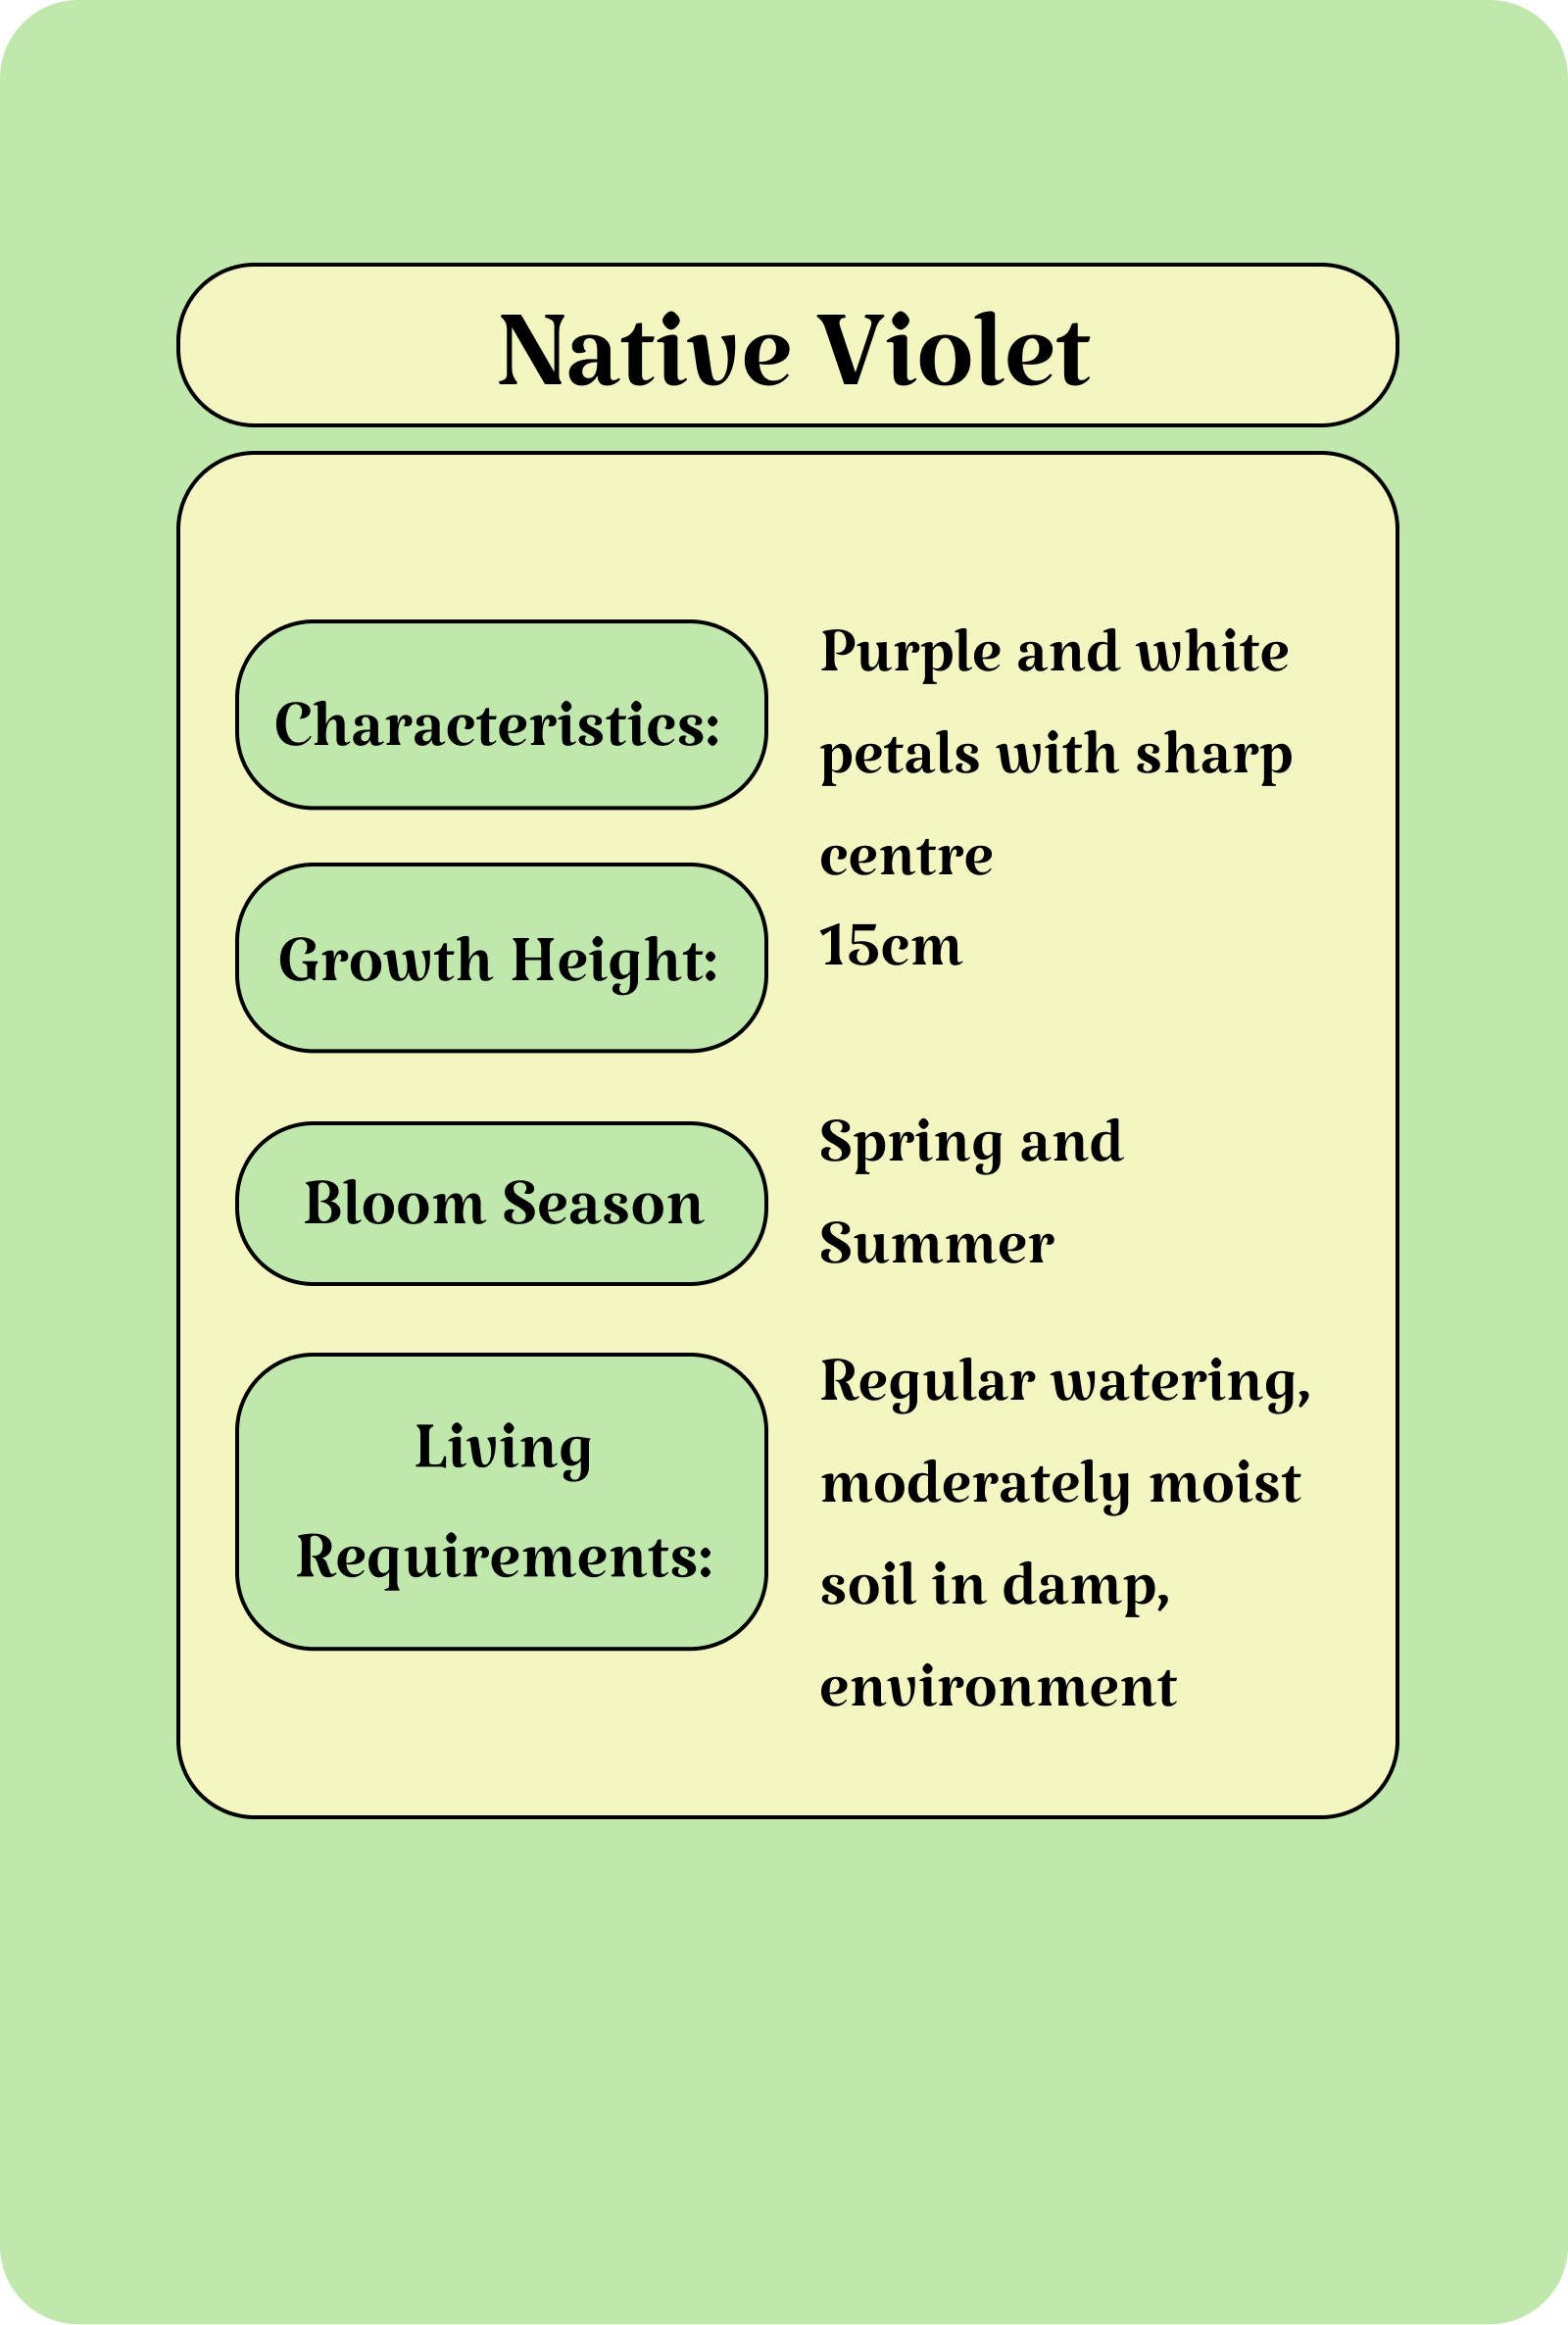 Native Violet
Characteristics:
Purple and white
petals with sharp
centre
Growth Height:
15cm
Bloom Season
Spring and
Summer
Living
Requirements:
Regular watering,
moderately moist
soil in damp,
environment